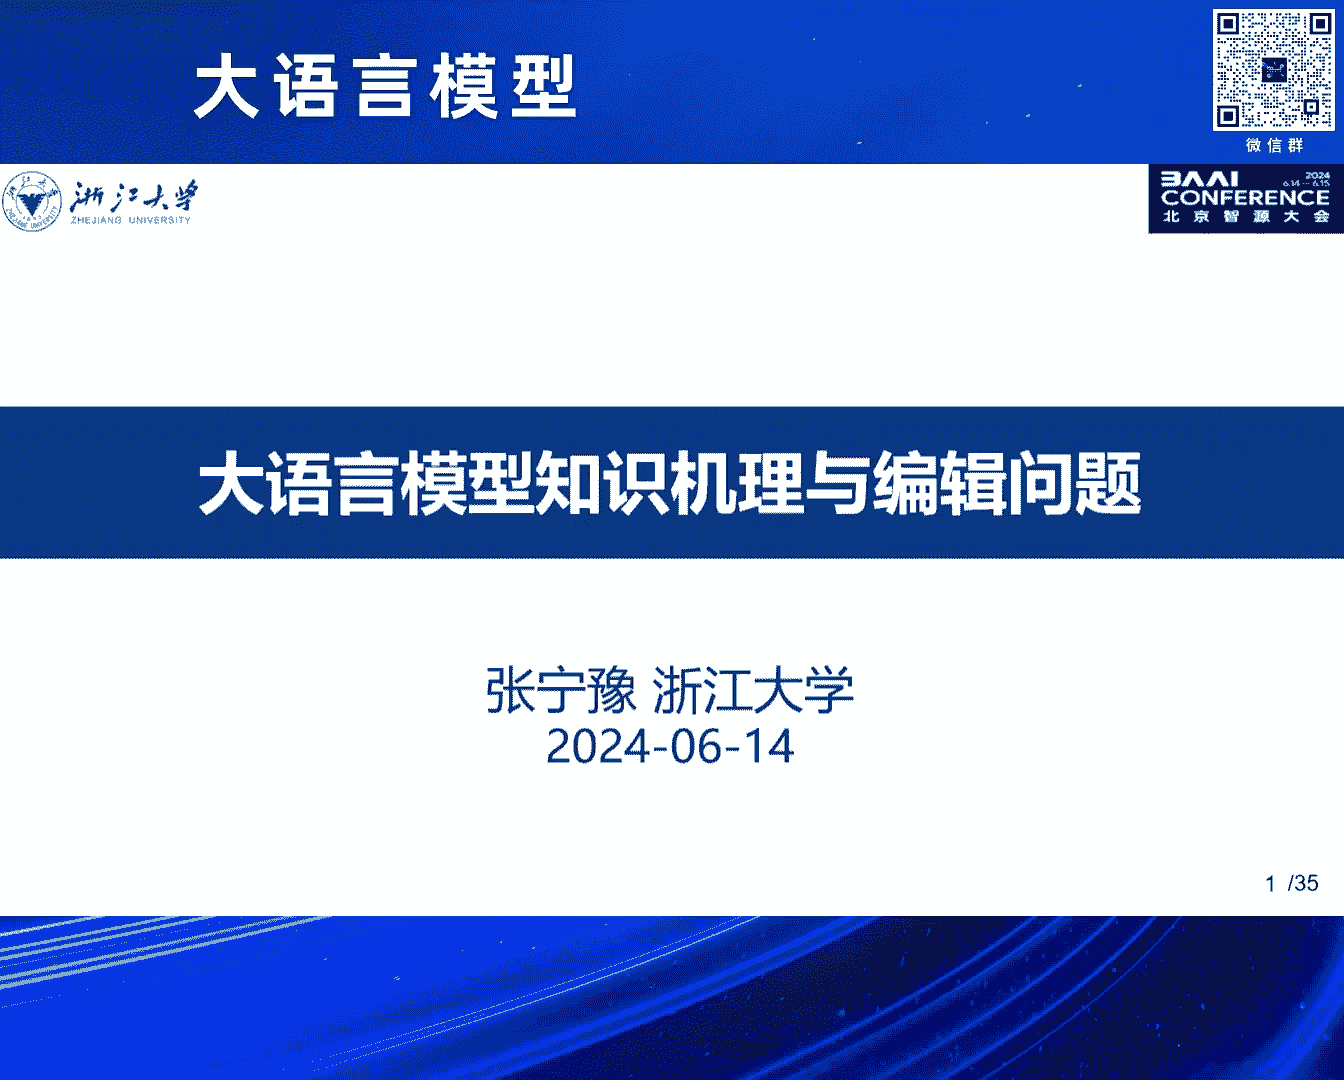 大语言模型
微信群
浙江大学
ZHEJIANG UNIVERSITY
BAAI 2024
6.14 - 6.15
CONFERENCE
北京智源大会
大语言模型知识机理与编辑问题
张宁豫 浙江大学
2024-06-14
1 /35